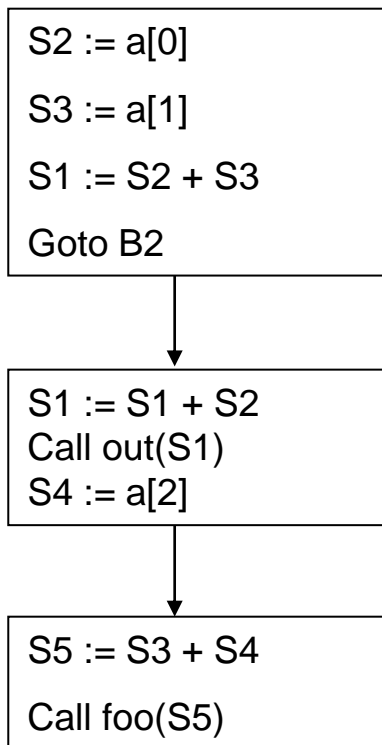 S2 := a[0]
S3 := a[1]
S1 := S2 + S3
Goto B2
S1 := S1 + S2
Call out(S1)
S4 := a[2]
S5 := S3 + S4
Call foo(S5)